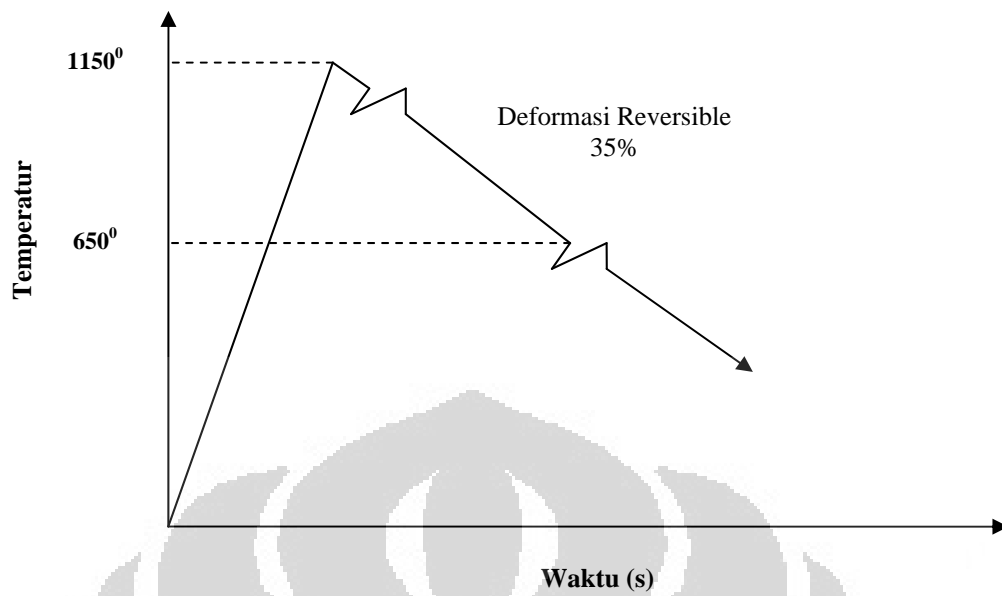 1150⁰
Deformasi Reversible
35%
Temperatur
650⁰
Waktu (s)